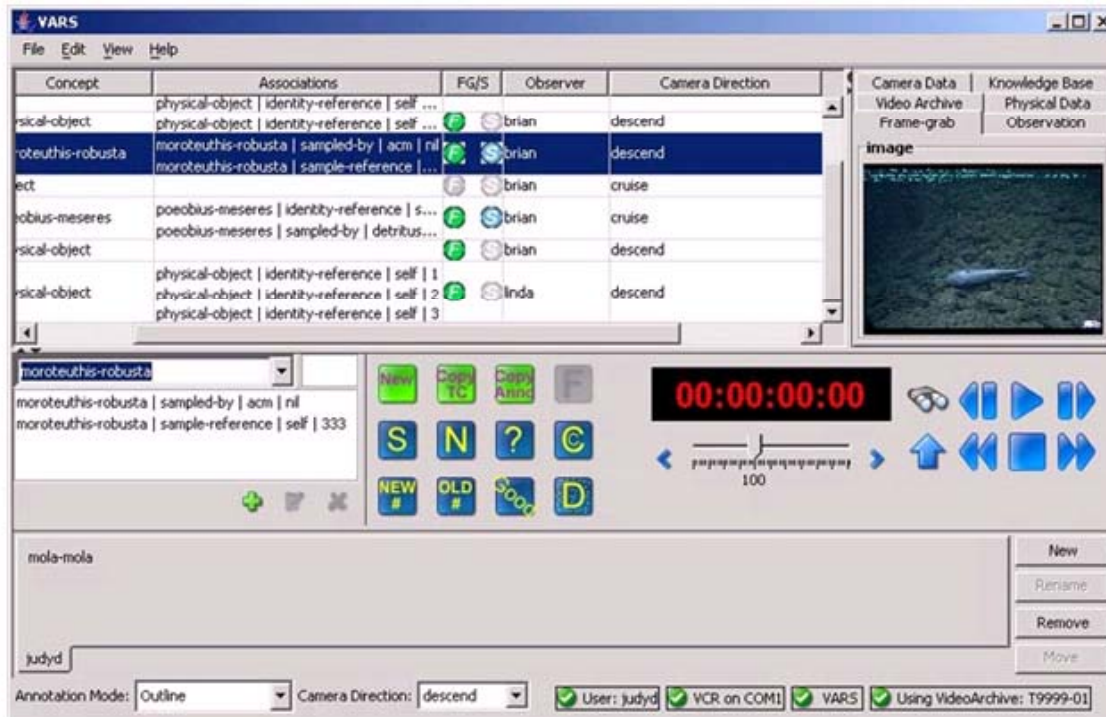 VARS
File Edit View Help
Concept Associations FG/S Observer Camera Direction
physical-object | identity-reference | self ...
sical-object physical-object | identity-reference | self ... F S brian descend
oteuthis-robusta moroteuthis-robusta | sampled-by | acm | nil F S brian descend
moroteuthis-robusta | sample-reference | ...
ect F S brian cruise
eobius-meseres poeobius-meseres | identity-reference | s... F S brian cruise
poeobius-meseres | sampled-by | detritus...
sical-object F S brian descend
physical-object | identity-reference | self | 1
sical-object physical-object | identity-reference | self | 2 F S linda descend
physical-object | identity-reference | self | 3
Camera Data Knowledge Base
Video Archive Physical Data
Frame-grab Observation
image
moroteuthis-robusta
moroteuthis-robusta | sampled-by | acm | nil
moroteuthis-robusta | sample-reference | self | 333
New Copy TC Copy Anno F
S N ? C
NEW # OLD # Good D
00:00:00:00
100
mola-mola
judyd
New
Rename
Remove
Move
Annotation Mode: Outline Camera Direction: descend User: judyd VCR on COM1 VARS Using VideoArchive: T9999-01